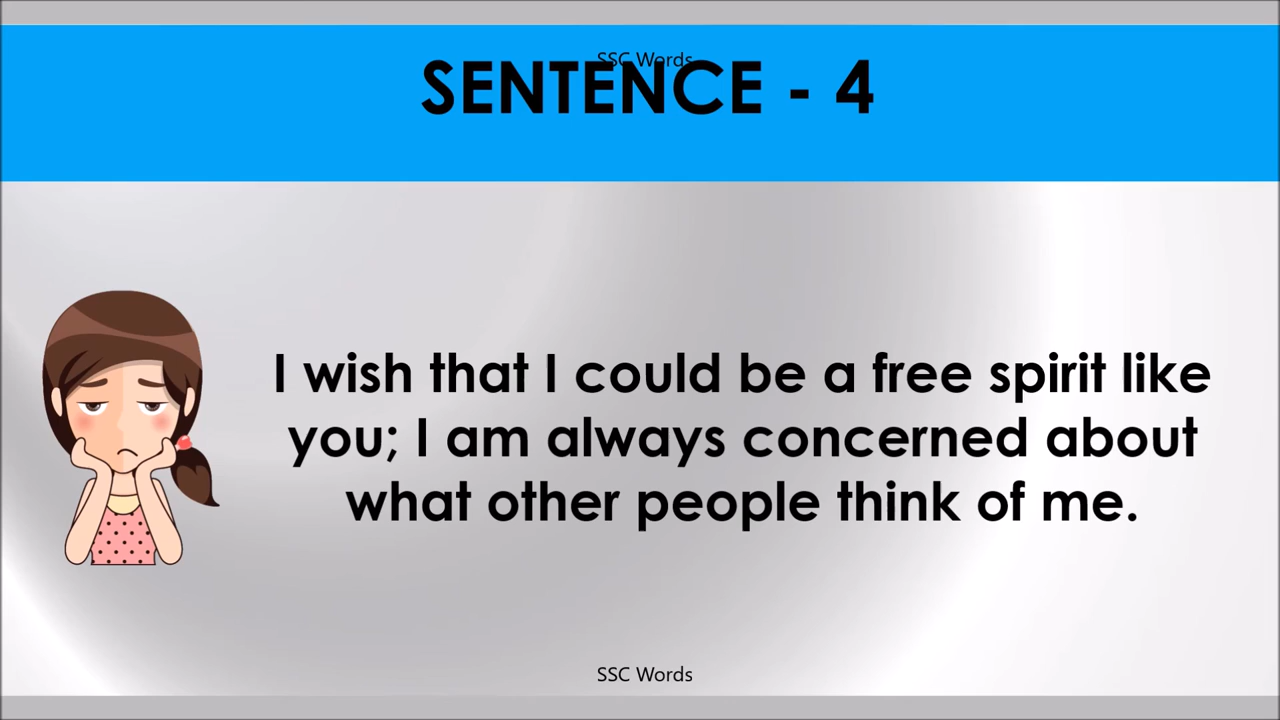 SSC Words
SENTENCE - 4
I wish that I could be a free spirit like
you; I am always concerned about
what other people think of me.
SSC Words